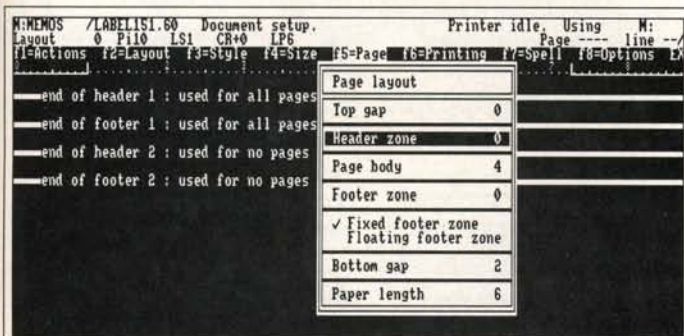 M:MEMOS /LABEL1S1.60 Document setup. Printer idle. Using M:
Layout 0 Pi10 LS1 CR+0 LP6 Page ---- line --/
f1=Actions f2=Layout f3=Style f4=Size f5=Page f6=Printing f7=Spell f8=Options EX
end of header 1 : used for all pages
end of footer 1 : used for all pages
end of header 2 : used for no pages
end of footer 2 : used for no pages
Page layout
Top gap 0
Header zone 0
Page body 4
Footer zone 0
✓ Fixed footer zone
Floating footer zone
Bottom gap 2
Paper length 6